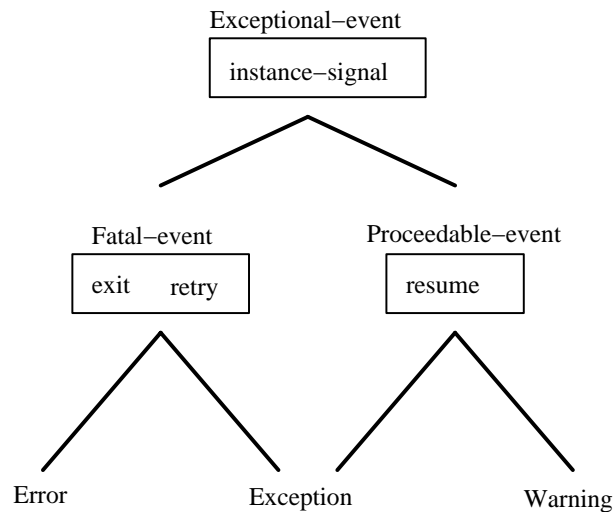 Exceptional−event
instance−signal
Fatal−event
Proceedable−event
exit retry
resume
Error
Exception
Warning